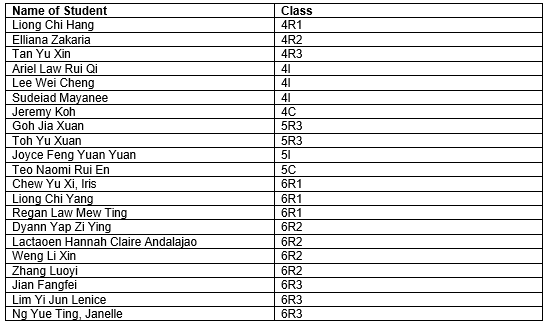 Name of Student Class
Liong Chi Hang 4R1
Elliana Zakaria 4R2
Tan Yu Xin 4R3
Ariel Law Rui Qi 4I
Lee Wei Cheng 4I
Sudeiad Mayanee 4I
Jeremy Koh 4C
Goh Jia Xuan 5R3
Toh Yu Xuan 5R3
Joyce Feng Yuan Yuan 5I
Teo Naomi Rui En 5C
Chew Yu Xi, Iris 6R1
Liong Chi Yang 6R1
Regan Law Mew Ting 6R1
Dyann Yap Zi Ying 6R2
Lactaoen Hannah Claire Andalajao 6R2
Weng Li Xin 6R2
Zhang Luoyi 6R2
Jian Fangfei 6R3
Lim Yi Jun Lenice 6R3
Ng Yue Ting, Janelle 6R3